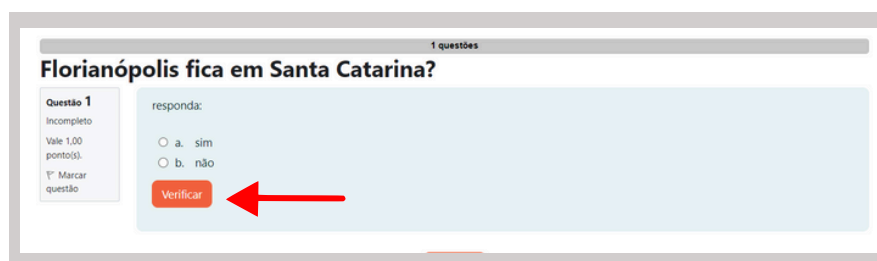 1 questões
Florianópolis fica em Santa Catarina?
Questão 1
Incompleto
Vale 1,00
ponto(s).
Marcar
questão
responda:
a. sim
b. não
Verificar